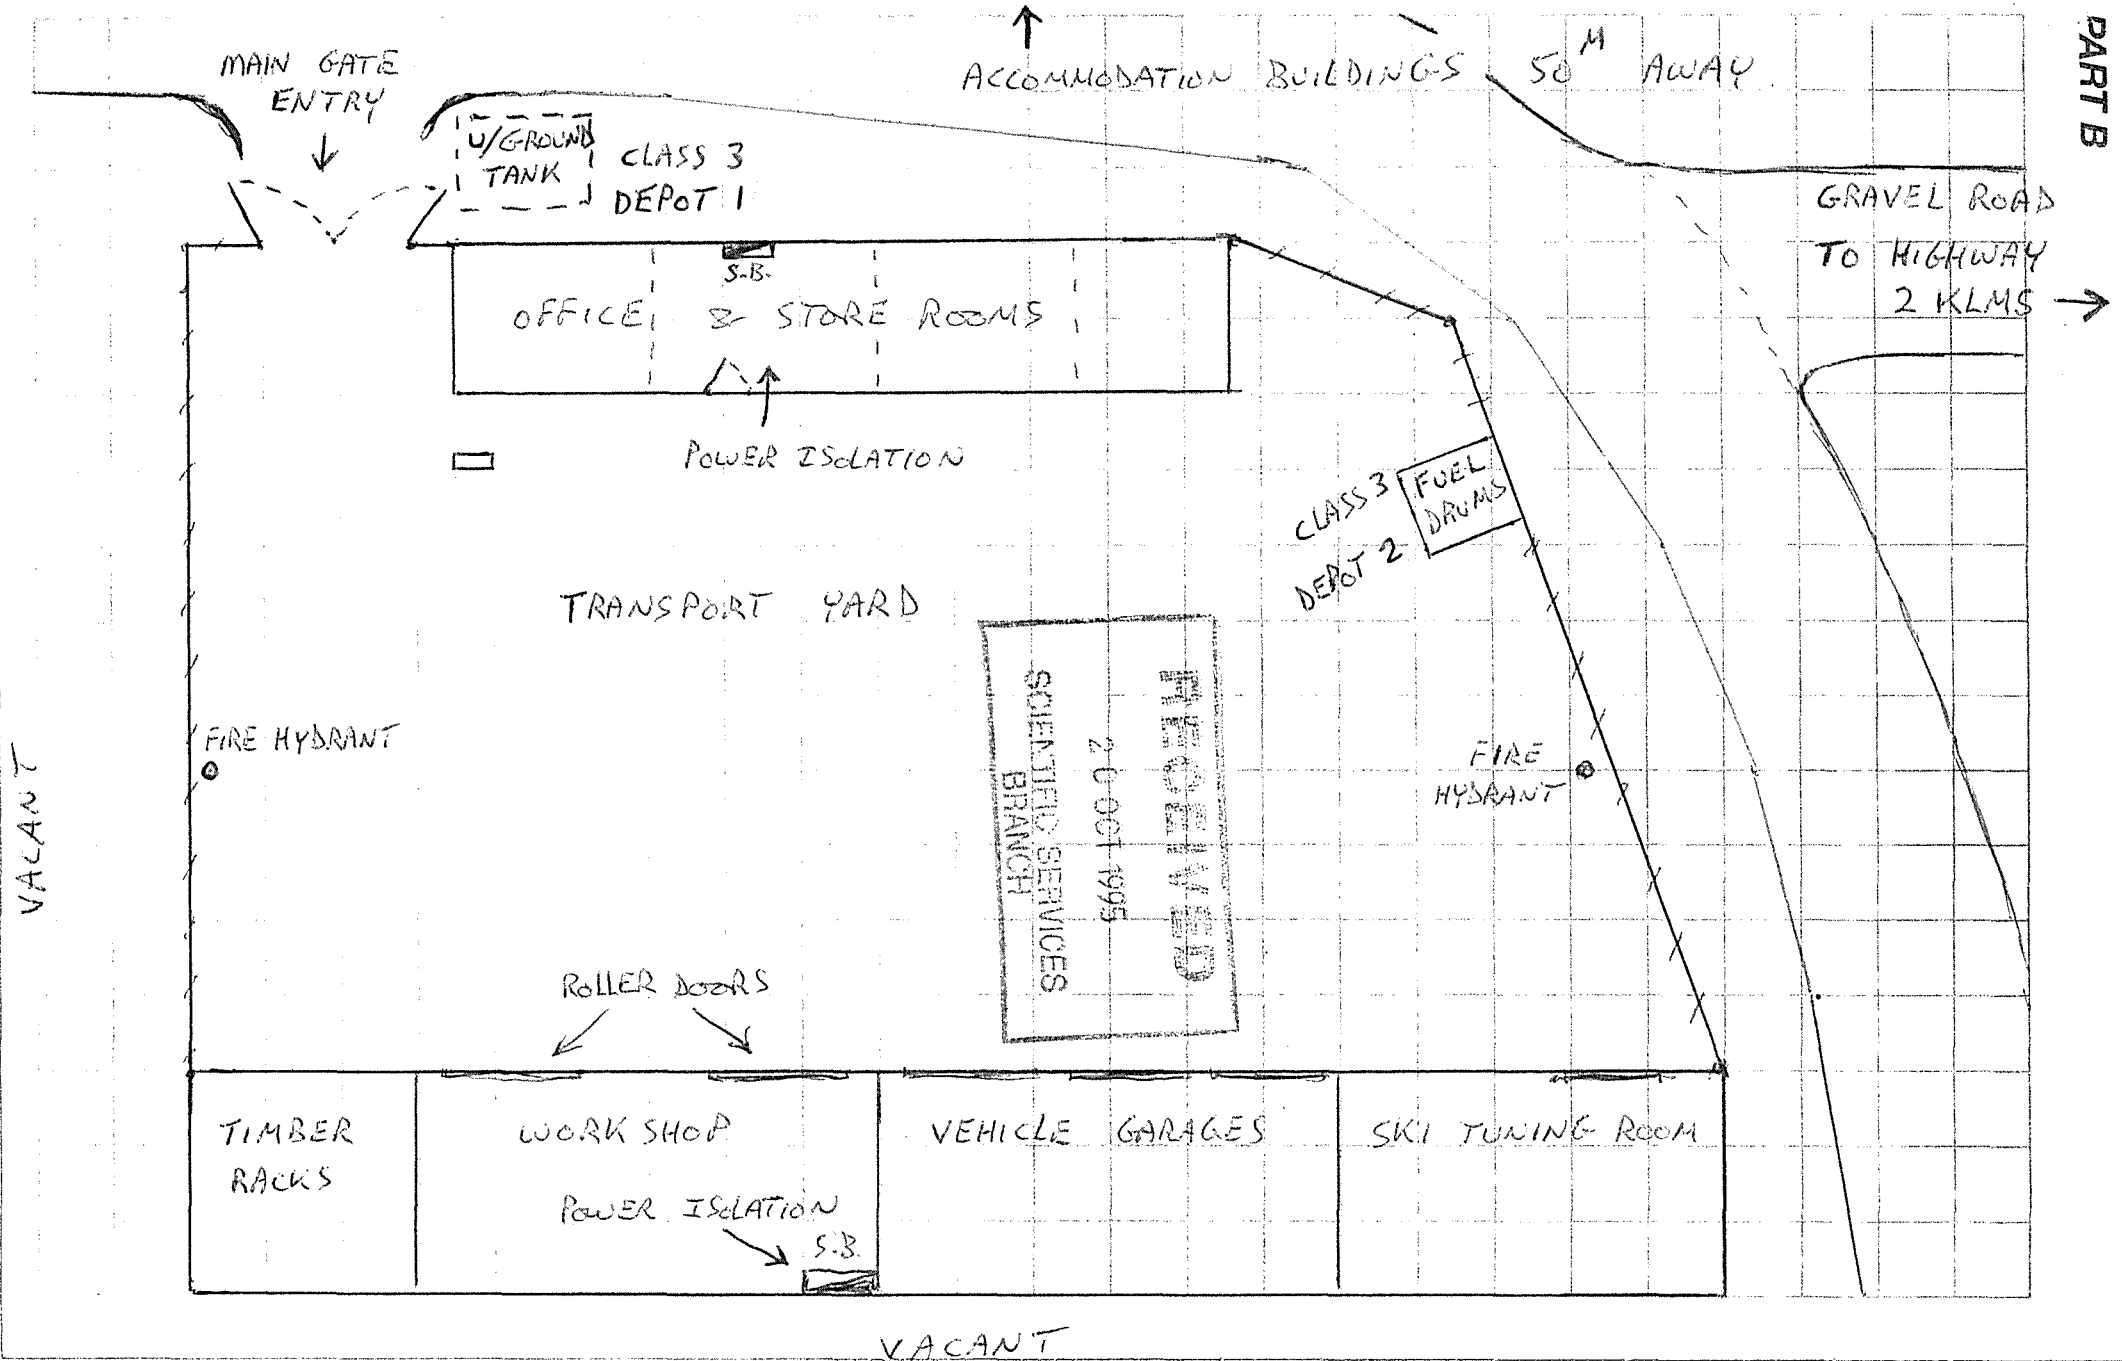 PART B
MAIN GATE
ENTRY
ACCOMMODATION BUILDINGS 50 M AWAY
U/GROUND
TANK
CLASS 3
DEPOT 1
GRAVEL ROAD
TO HIGHWAY
2 KLMS
S.B.
OFFICE & STORE ROOMS
POWER ISOLATION
CLASS 3
DEPOT 2
FUEL
DRUMS
TRANSPORT YARD
RECEIVED
20 OCT 1995
SCIENTIFIC SERVICES
BRANCH
FIRE HYDRANT
FIRE
HYDRANT
VACANT
ROLLER DOORS
TIMBER
RACKS
WORK SHOP
VEHICLE GARAGES
SKI TUNING ROOM
POWER ISOLATION
S.B.
VACANT